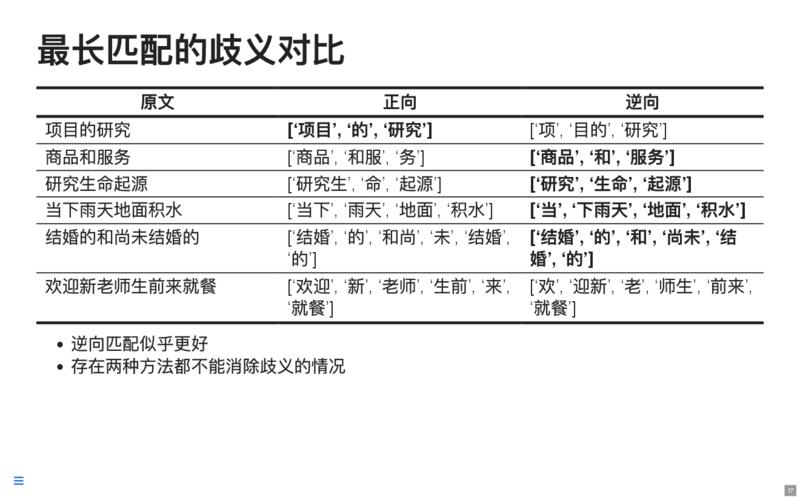 最长匹配的歧义对比
原文 正向 逆向
项目的研究 [‘项目’, ‘的’, ‘研究’] [‘项’, ‘目的’, ‘研究’]
商品和服务 [‘商品’, ‘和服’, ‘务’] [‘商品’, ‘和’, ‘服务’]
研究生命起源 [‘研究生’, ‘命’, ‘起源’] [‘研究’, ‘生命’, ‘起源’]
当下雨天地面积水 [‘当下’, ‘雨天’, ‘地面’, ‘积水’] [‘当’, ‘下雨天’, ‘地面’, ‘积水’]
结婚的和尚未结婚的 [‘结婚’, ‘的’, ‘和尚’, ‘未’, ‘结婚’, [‘结婚’, ‘的’, ‘和’, ‘尚未’, ‘结
‘的’] 婚’, ‘的’]
欢迎新老师生前来就餐 [‘欢迎’, ‘新’, ‘老师’, ‘生前’, ‘来’, [‘欢’, ‘迎新’, ‘老’, ‘师生’, ‘前来’,
‘就餐’] ‘就餐’]
• 逆向匹配似乎更好
• 存在两种方法都不能消除歧义的情况
17